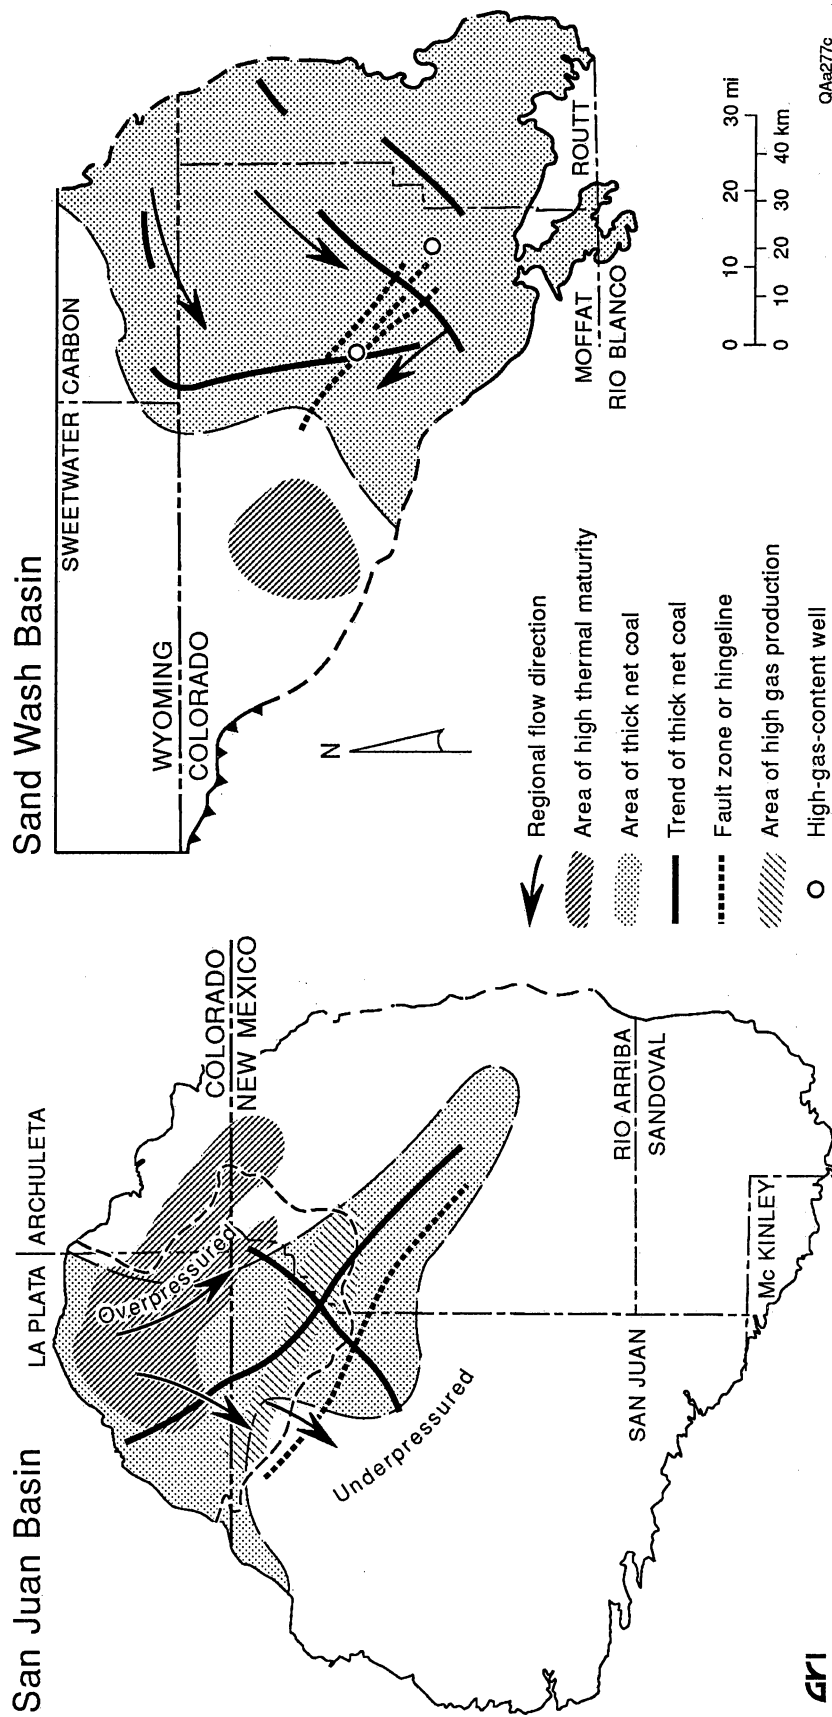 San Juan Basin
LA PLATA
ARCHULETA
Overpressured
COLORADO
NEW MEXICO
Underpressured
SAN JUAN
RIO ARRIBA
SANDOVAL
Mc KINLEY
Sand Wash Basin
SWEETWATER
CARBON
WYOMING
COLORADO
N
MOFFAT
ROUTT
RIO BLANCO
Regional flow direction
Area of high thermal maturity
Area of thick net coal
Trend of thick net coal
Fault zone or hingeline
Area of high gas production
High-gas-content well
0 10 20 30 mi
0 10 20 30 40 km
QAa277c